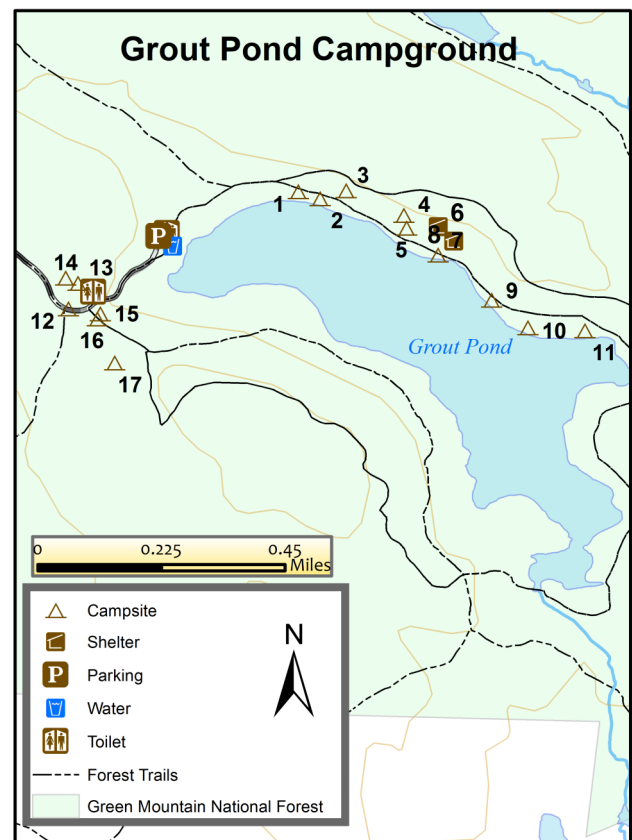 Grout Pond Campground
3
1
2
4
6
5
8
7
P
14
13
9
12
15
16
10
11
Grout Pond
17
0
0.225
0.45
Miles
N
Campsite
Shelter
P
Parking
Water
Toilet
Forest Trails
Green Mountain National Forest